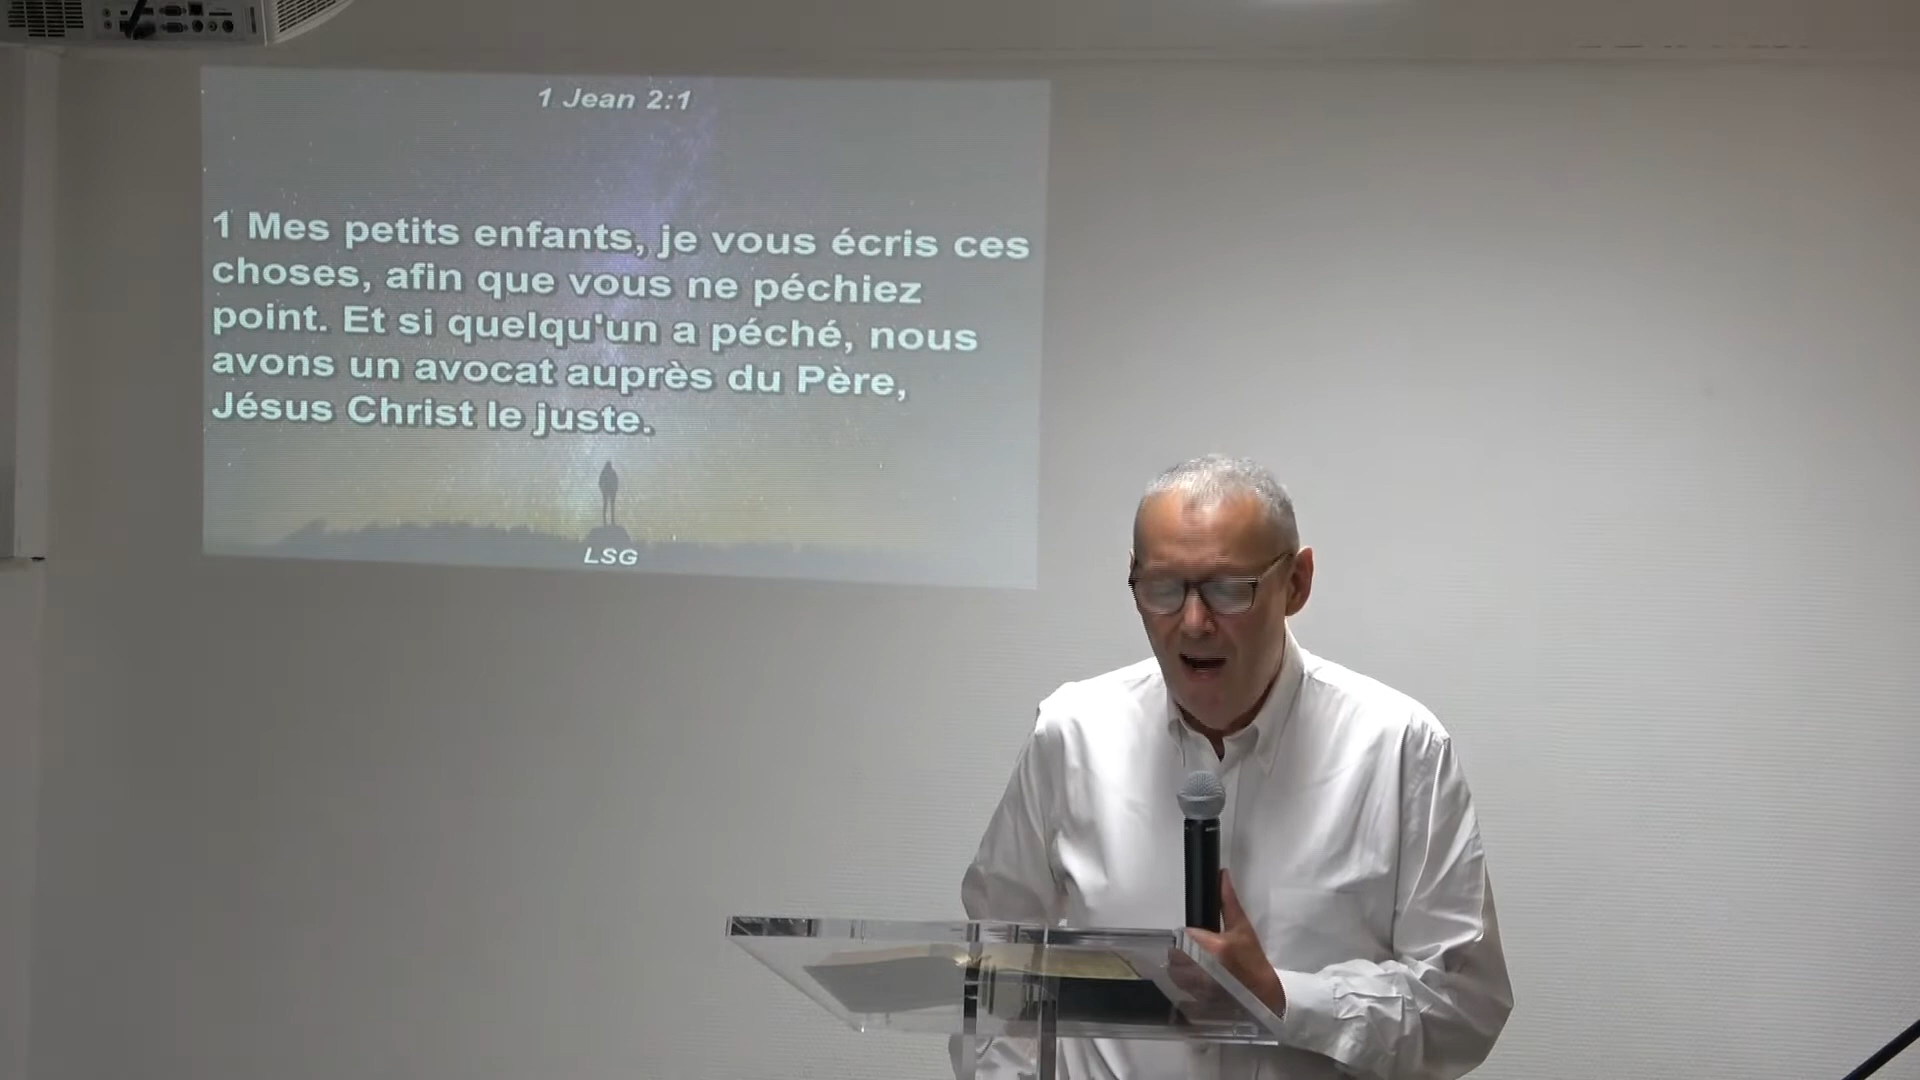 1 Jean 2:1
1 Mes petits enfants, je vous écris ces
choses, afin que vous ne péchiez
point. Et si quelqu'un a péché, nous
avons un avocat auprès du Père,
Jésus Christ le juste.
LSG